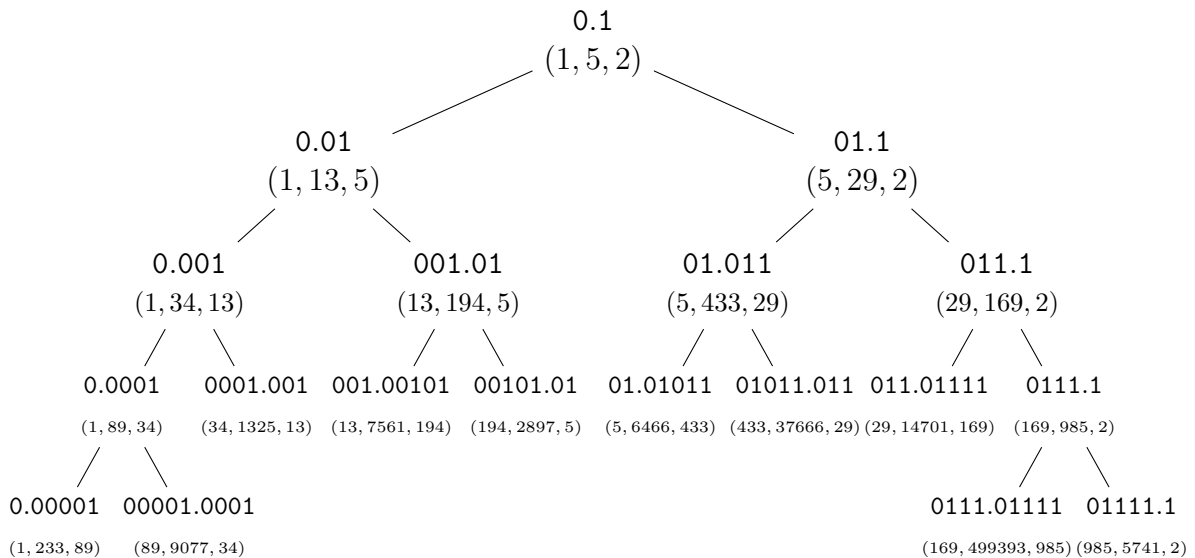 0.1
(1, 5, 2)
0.01 01.1
(1, 13, 5) (5, 29, 2)
0.001 001.01 01.011 011.1
(1, 34, 13) (13, 194, 5) (5, 433, 29) (29, 169, 2)
0.0001 0001.001 001.00101 00101.01 01.01011 01011.011 011.01111 0111.1
(1, 89, 34) (34, 1325, 13) (13, 7561, 194) (194, 2897, 5) (5, 6466, 433) (433, 37666, 29) (29, 14701, 169) (169, 985, 2)
0.00001 00001.0001 0111.01111 01111.1
(1, 233, 89) (89, 9077, 34) (169, 499393, 985) (985, 5741, 2)